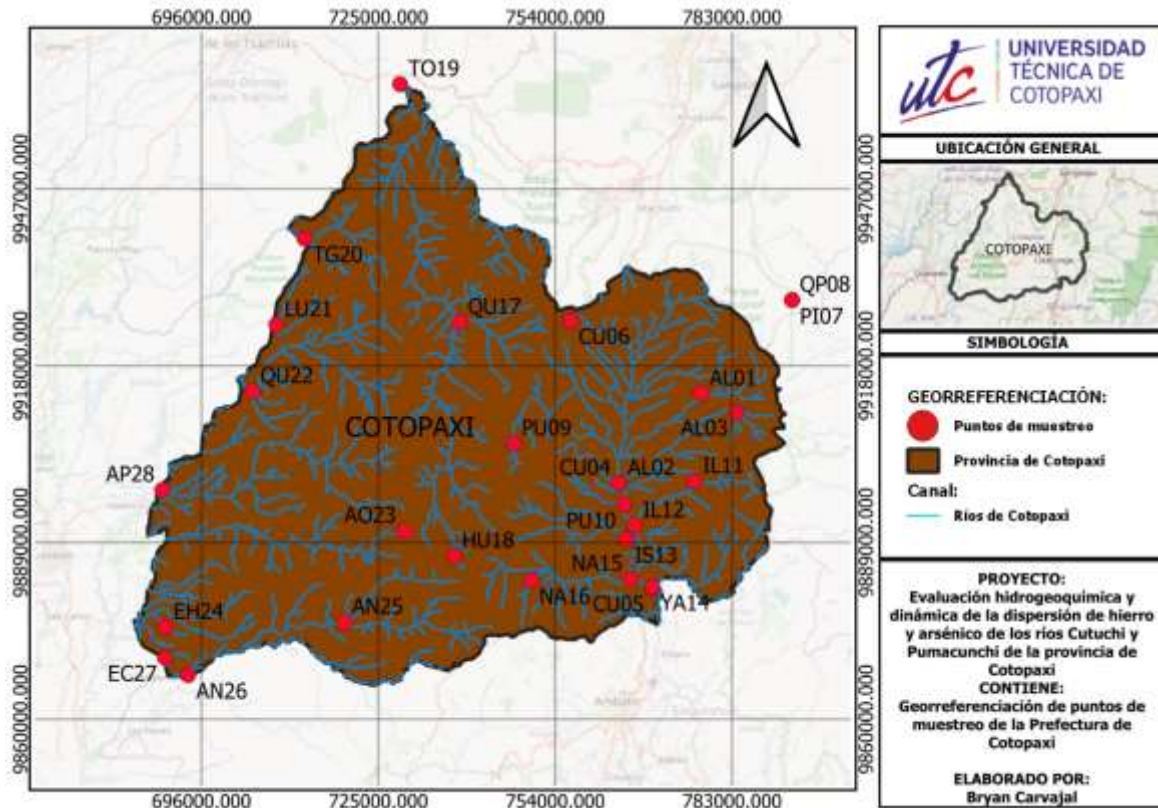 696000.000 725000.000 754000.000 783000.000
9947000.000
9918000.000
9889000.000
9860000.000
TO19
TG20
LU21
QU17
QP08
PI07
CU06
QU22
AL01
COTOPAXI
PU09
AL03
CU04
AL02
IL11
AP28
AO23
PU10
IL12
HU18
IS13
NA15
NA16
CU05
YA14
EH24
AN25
EC27
AN26
9947000.000
9918000.000
9889000.000
9860000.000
696000.000 725000.000 754000.000 783000.000
utc
UNIVERSIDAD
TÉCNICA DE
COTOPAXI
UBICACIÓN GENERAL
COTOPAXI
SIMBOLOGÍA
GEORREFERENCIACIÓN:
Puntos de muestreo
Provincia de Cotopaxi
Canal:
Ríos de Cotopaxi
PROYECTO:
Evaluación hidrogeoquímica y
dinámica de la dispersión de hierro
y arsénico de los ríos Cutuchi y
Pumacunchi de la provincia de
Cotopaxi
CONTIENE:
Georreferenciación de puntos de
muestreo de la Prefectura de
Cotopaxi
ELABORADO POR:
Bryan Carvajal